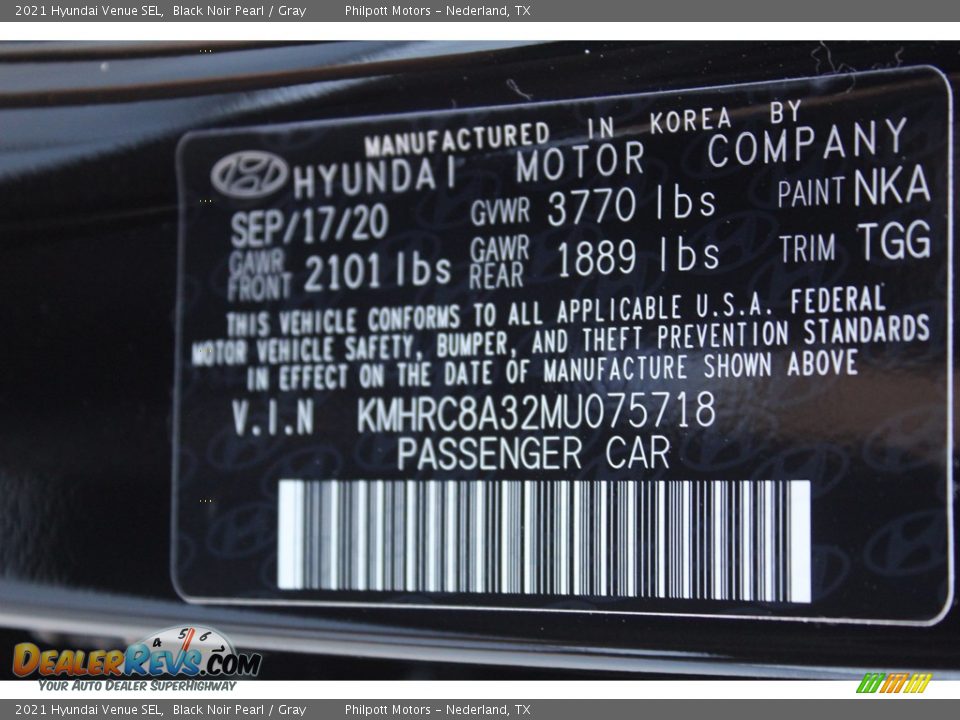 2021 Hyundai Venue SEL, Black Noir Pearl / Gray Philpott Motors - Nederland, TX
MANUFACTURED IN KOREA BY
HYUNDAI MOTOR COMPANY
SEP/17/20 GVWR 3770 lbs PAINT NKA
GAWR FRONT 2101 lbs GAWR REAR 1889 lbs TRIM TGG
THIS VEHICLE CONFORMS TO ALL APPLICABLE U.S.A. FEDERAL
MOTOR VEHICLE SAFETY, BUMPER, AND THEFT PREVENTION STANDARDS
IN EFFECT ON THE DATE OF MANUFACTURE SHOWN ABOVE
V.I.N KMHRC8A32MU075718
PASSENGER CAR
4 5 6
DEALERREVS.COM
YOUR AUTO DEALER SUPERHIGHWAY
2021 Hyundai Venue SEL, Black Noir Pearl / Gray Philpott Motors - Nederland, TX